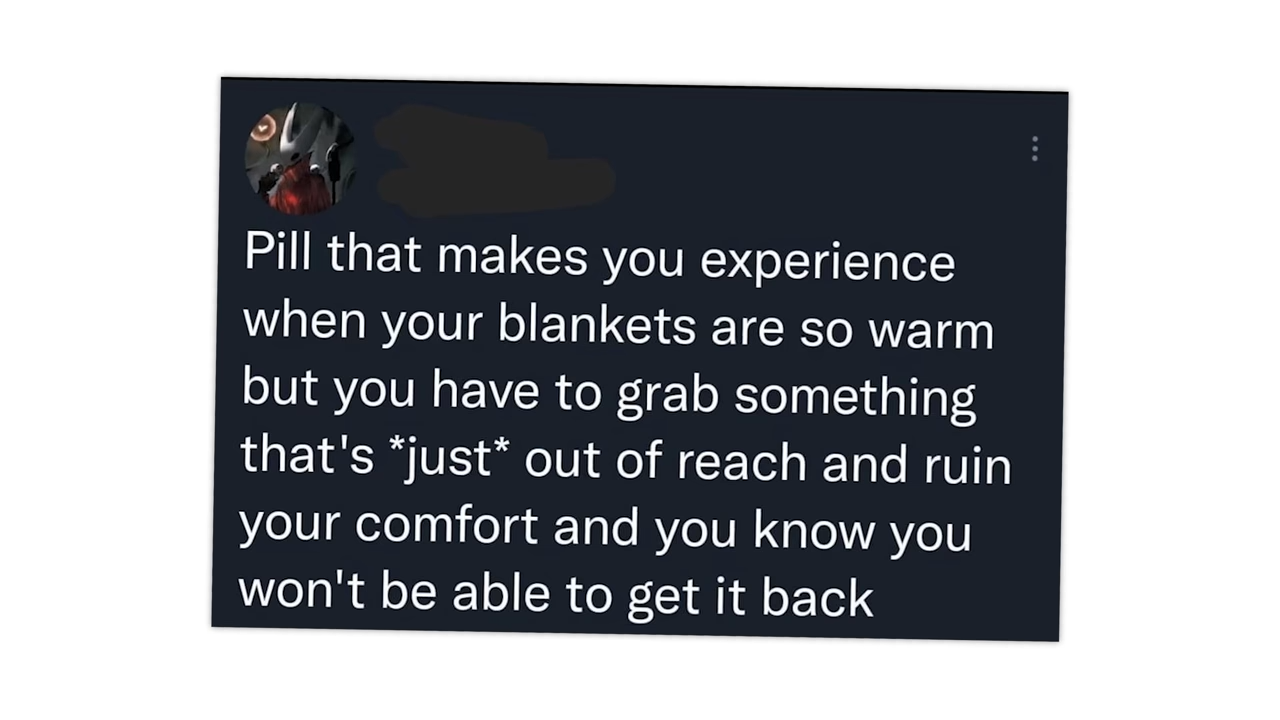 Pill that makes you experience
when your blankets are so warm
but you have to grab something
that's *just* out of reach and ruin
your comfort and you know you
won't be able to get it back